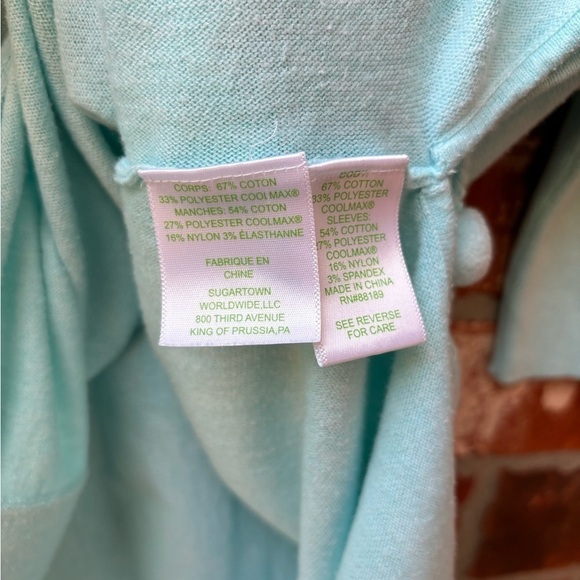 CORPS: 67% COTON
33% POLYESTER COOLMAX®
MANCHES: 54% COTON
27% POLYESTER COOLMAX®
16% NYLON 3% ÉLASTHANNE
FABRIQUE EN
CHINE
SUGARTOWN
WORLDWIDE,LLC
800 THIRD AVENUE
KING OF PRUSSIA,PA
BODY:
67% COTTON
33% POLYESTER
COOLMAX®
SLEEVES:
54% COTTON
27% POLYESTER
COOLMAX®
16% NYLON
3% SPANDEX
MADE IN CHINA
RN#88189
SEE REVERSE
FOR CARE